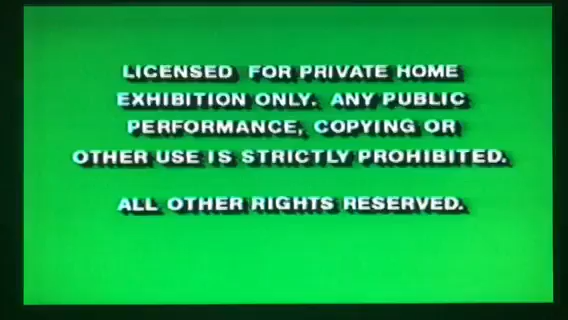 LICENSED FOR PRIVATE HOME
EXHIBITION ONLY. ANY PUBLIC
PERFORMANCE, COPYING OR
OTHER USE IS STRICTLY PROHIBITED.
ALL OTHER RIGHTS RESERVED.